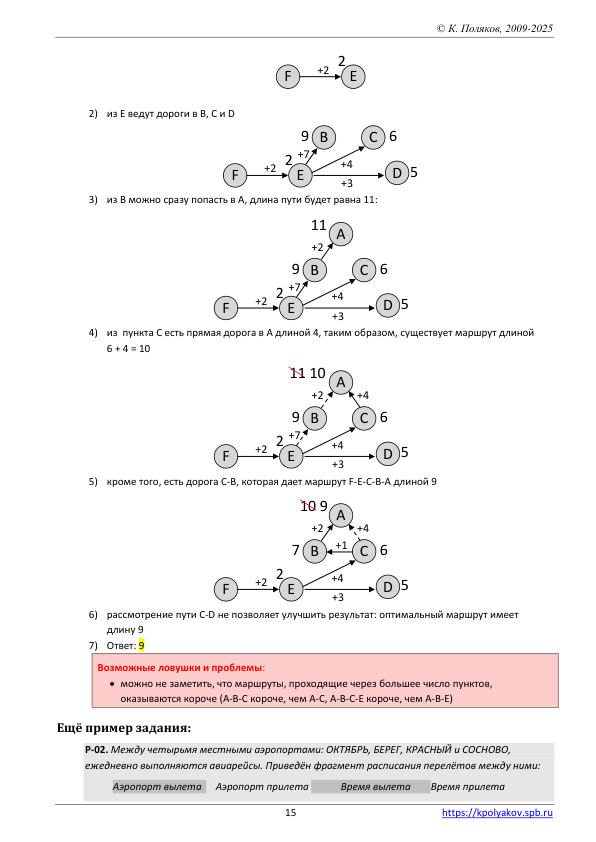 © К. Поляков, 2009-2025
2
F +2 E
2) из E ведут дороги в B, C и D
9 B C 6
2 +7 +4
F +2 E D 5
+3
3) из B можно сразу попасть в A, длина пути будет равна 11:
11 A
+2
9 B C 6
2 +7 +4
F +2 E D 5
+3
4) из пункта C есть прямая дорога в A длиной 4, таким образом, существует маршрут длиной
6 + 4 = 10
11 10 A
+2 +4
9 B C 6
2 +7 +4
F +2 E D 5
+3
5) кроме того, есть дорога C-B, которая дает маршрут F-E-C-B-A длиной 9
10 9 A
+2 +4
7 B +1 C 6
2 +4
F +2 E D 5
+3
6) рассмотрение пути C-D не позволяет улучшить результат: оптимальный маршрут имеет
длину 9
7) Ответ: 9
Возможные ловушки и проблемы:
• можно не заметить, что маршруты, проходящие через большее число пунктов,
оказываются короче (A-B-C короче, чем A-C, A-B-C-E короче, чем A-B-E)
Ещё пример задания:
Р-02. Между четырьмя местными аэропортами: ОКТЯБРЬ, БЕРЕГ, КРАСНЫЙ и СОСНОВО,
ежедневно выполняются авиарейсы. Приведён фрагмент расписания перелётов между ними:
Аэропорт вылета Аэропорт прилета Время вылета Время прилета
15 https://kpolyakov.spb.ru